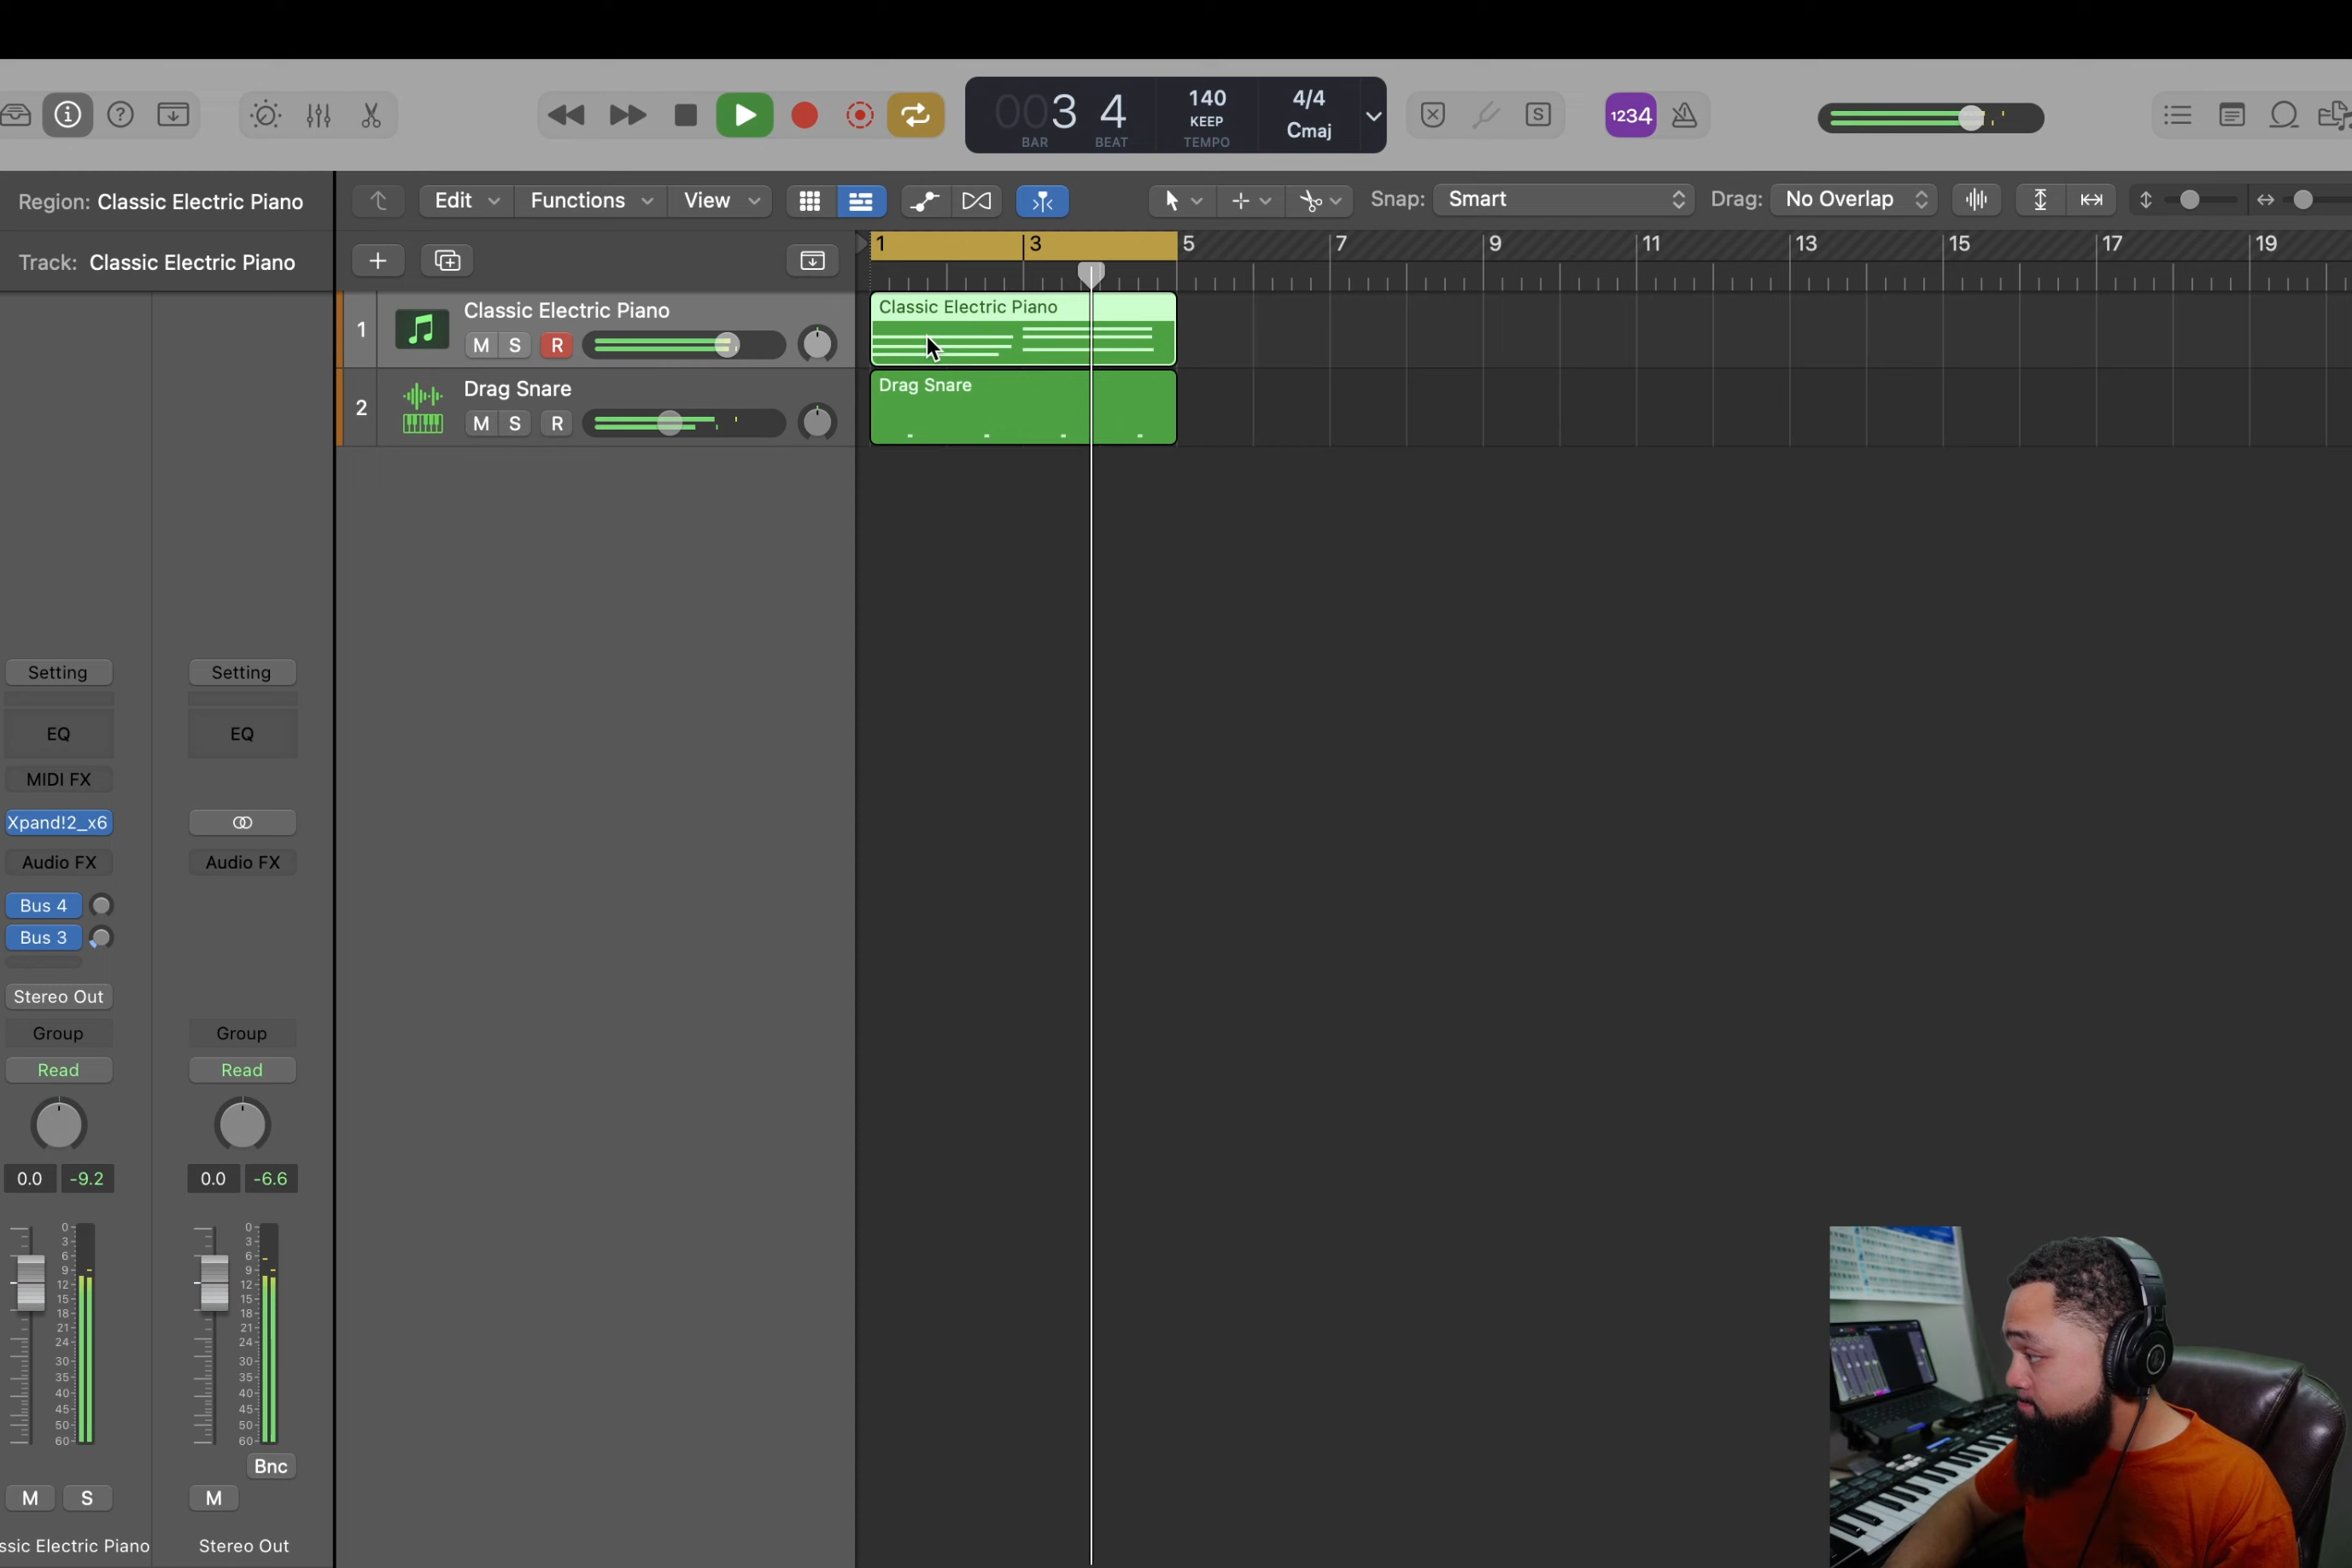 003 4
BAR BEAT
140
KEEP
TEMPO
4/4
Cmaj
S
1234
Region: Classic Electric Piano
Edit Functions View
Snap: Smart
Drag: No Overlap
Track: Classic Electric Piano
1 3 5 7 9 11 13 15 17 19
1
Classic Electric Piano
M S R
Classic Electric Piano
2
Drag Snare
M S R
Drag Snare
Setting Setting
EQ EQ
MIDI FX
Xpand!2_x6
Audio FX Audio FX
Bus 4
Bus 3
Stereo Out
Group Group
Read Read
0.0 -9.2 0.0 -6.6
0 0
3 3
6 6
9 9
12 12
15 15
18 18
21 21
24 24
30 30
35 35
40 40
45 45
50 50
60 60
Bnc
M S M
ssic Electric Piano Stereo Out